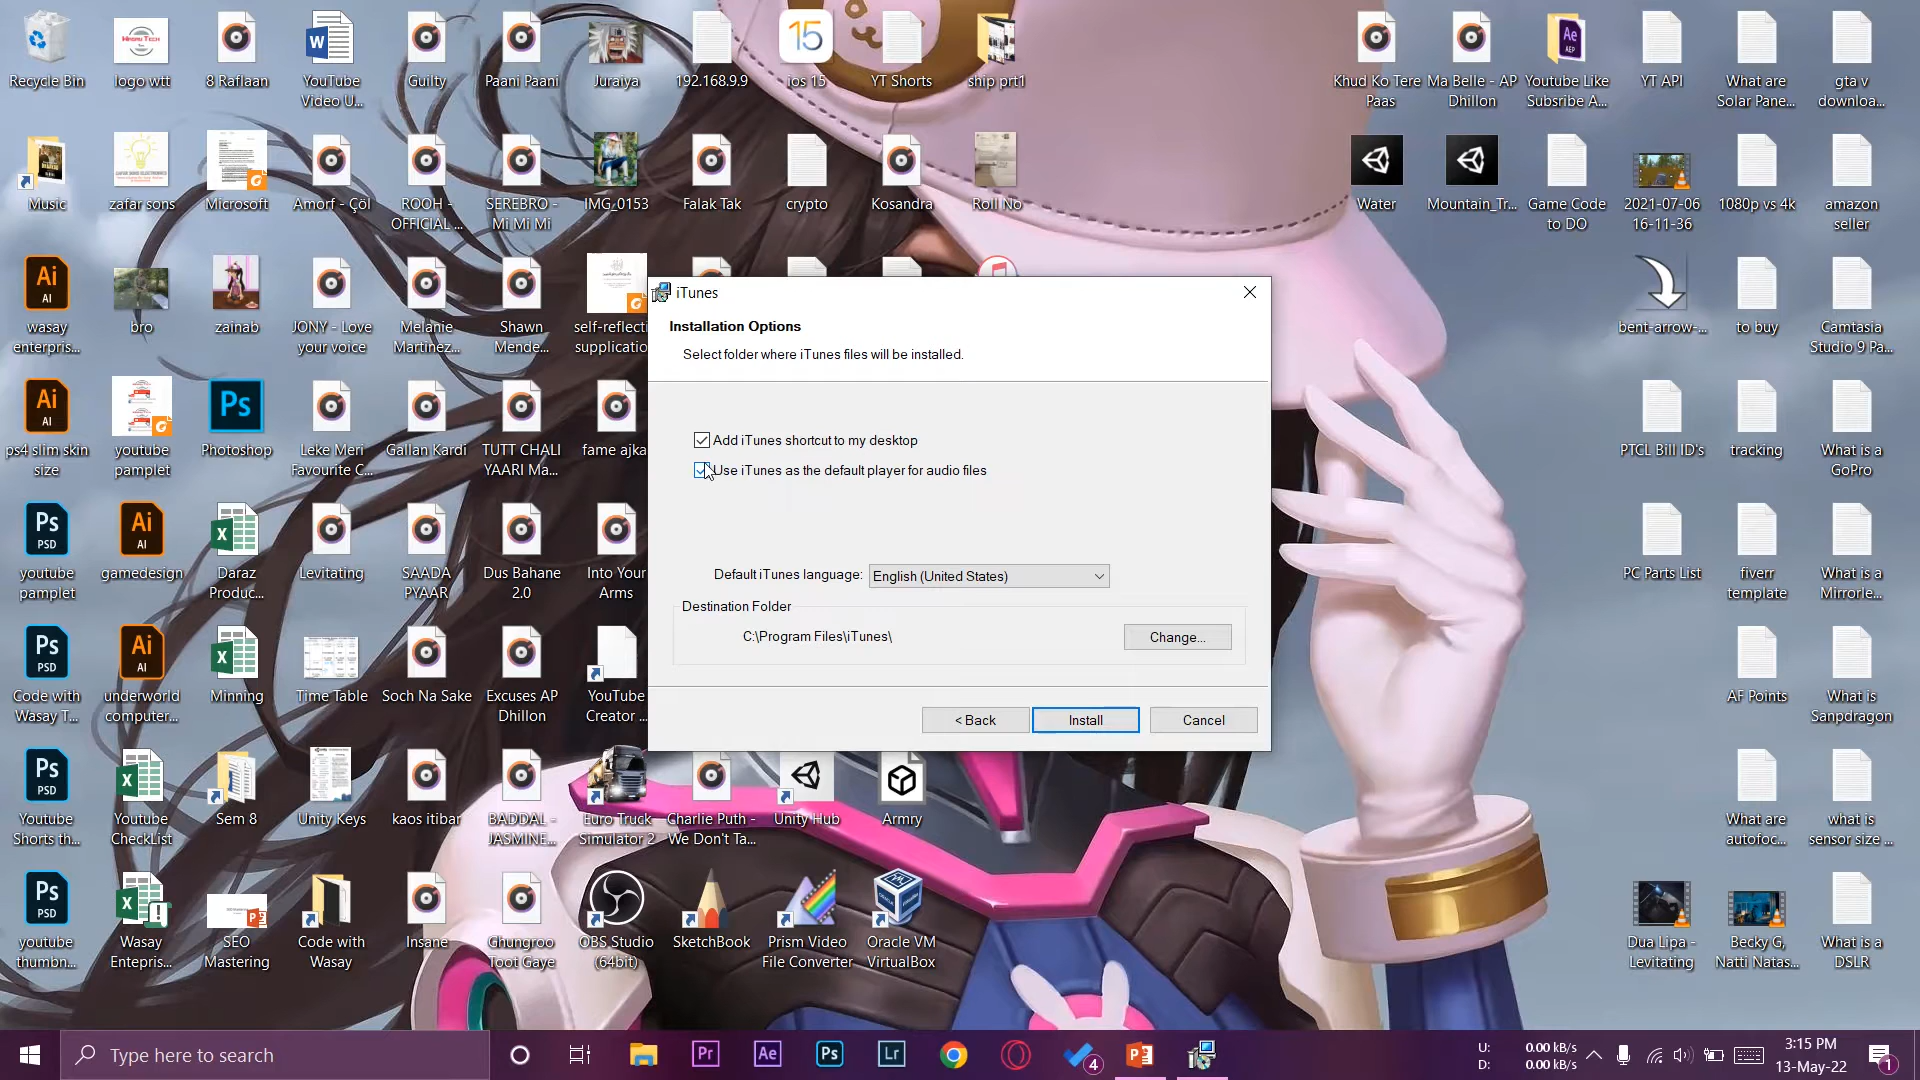 Recycle Bin
logo wtt
8 Raflaan
YouTube
Video U...
Guilty
Paani Paani
Juraiya
192.168.9.9
15
ios 15
YT Shorts
ship prt1
Khud Ko Tere
Paas
Ma Belle - AP
Dhillon
Youtube Like
Subsribe A...
YT API
What are
Solar Pane...
gta v
downloa...
Music
zafar sons
Microsoft
Amorf - Çöl
ROOH -
OFFICIAL ...
SEREBRO -
Mi Mi Mi
IMG_0153
Falak Tak
crypto
Kosandra
Roll No
Water
Mountain_Tr...
Game Code
to DO
2021-07-06
16-11-36
1080p vs 4k
amazon
seller
wasay
enterpris...
bro
zainab
JONY - Love
your voice
Melanie
Martinez...
Shawn
Mende...
self-reflecti
supplicatio
bent-arrow-...
to buy
Camtasia
Studio 9 Pa...
iTunes
Installation Options
Select folder where iTunes files will be installed.
Add iTunes shortcut to my desktop
Use iTunes as the default player for audio files
Default iTunes language:
English (United States)
Destination Folder
C:\Program Files\iTunes\
Change...
< Back
Install
Cancel
ps4 slim skin
size
youtube
pamplet
Photoshop
Leke Meri
Favourite C...
Gallan Kardi
TUTT CHALI
YAARI Ma...
fame ajka
PTCL Bill ID's
tracking
What is a
GoPro
youtube
pamplet
gamedesign
Daraz
Produc...
Levitating
SAADA
PYAAR
Dus Bahane
2.0
Into Your
Arms
PC Parts List
fiverr
template
What is a
Mirrorle...
Code with
Wasay T...
underworld
computer...
Minning
Time Table
Soch Na Sake
Excuses AP
Dhillon
YouTube
Creator ...
AF Points
What is
Sanpdragon
Youtube
Shorts th...
Youtube
CheckList
Sem 8
Unity Keys
kaos itibar
BADDAL -
JASMINE...
Euro Truck
Simulator 2
Charlie Puth -
We Don't Ta...
Unity Hub
Armry
What are
autofoc...
what is
sensor size ...
youtube
thumbn...
Wasay
Entepris...
SEO
Mastering
Code with
Wasay
Insane
Ghungroo
Toot Gaye
OBS Studio
(64bit)
SketchBook
Prism Video
File Converter
Oracle VM
VirtualBox
Dua Lipa -
Levitating
Becky G,
Natti Natas...
What is a
DSLR
Type here to search
Pr
Ae
Ps
Lr
4
U:
D:
0.00 kB/s
0.00 kB/s
3:15 PM
13-May-22
1